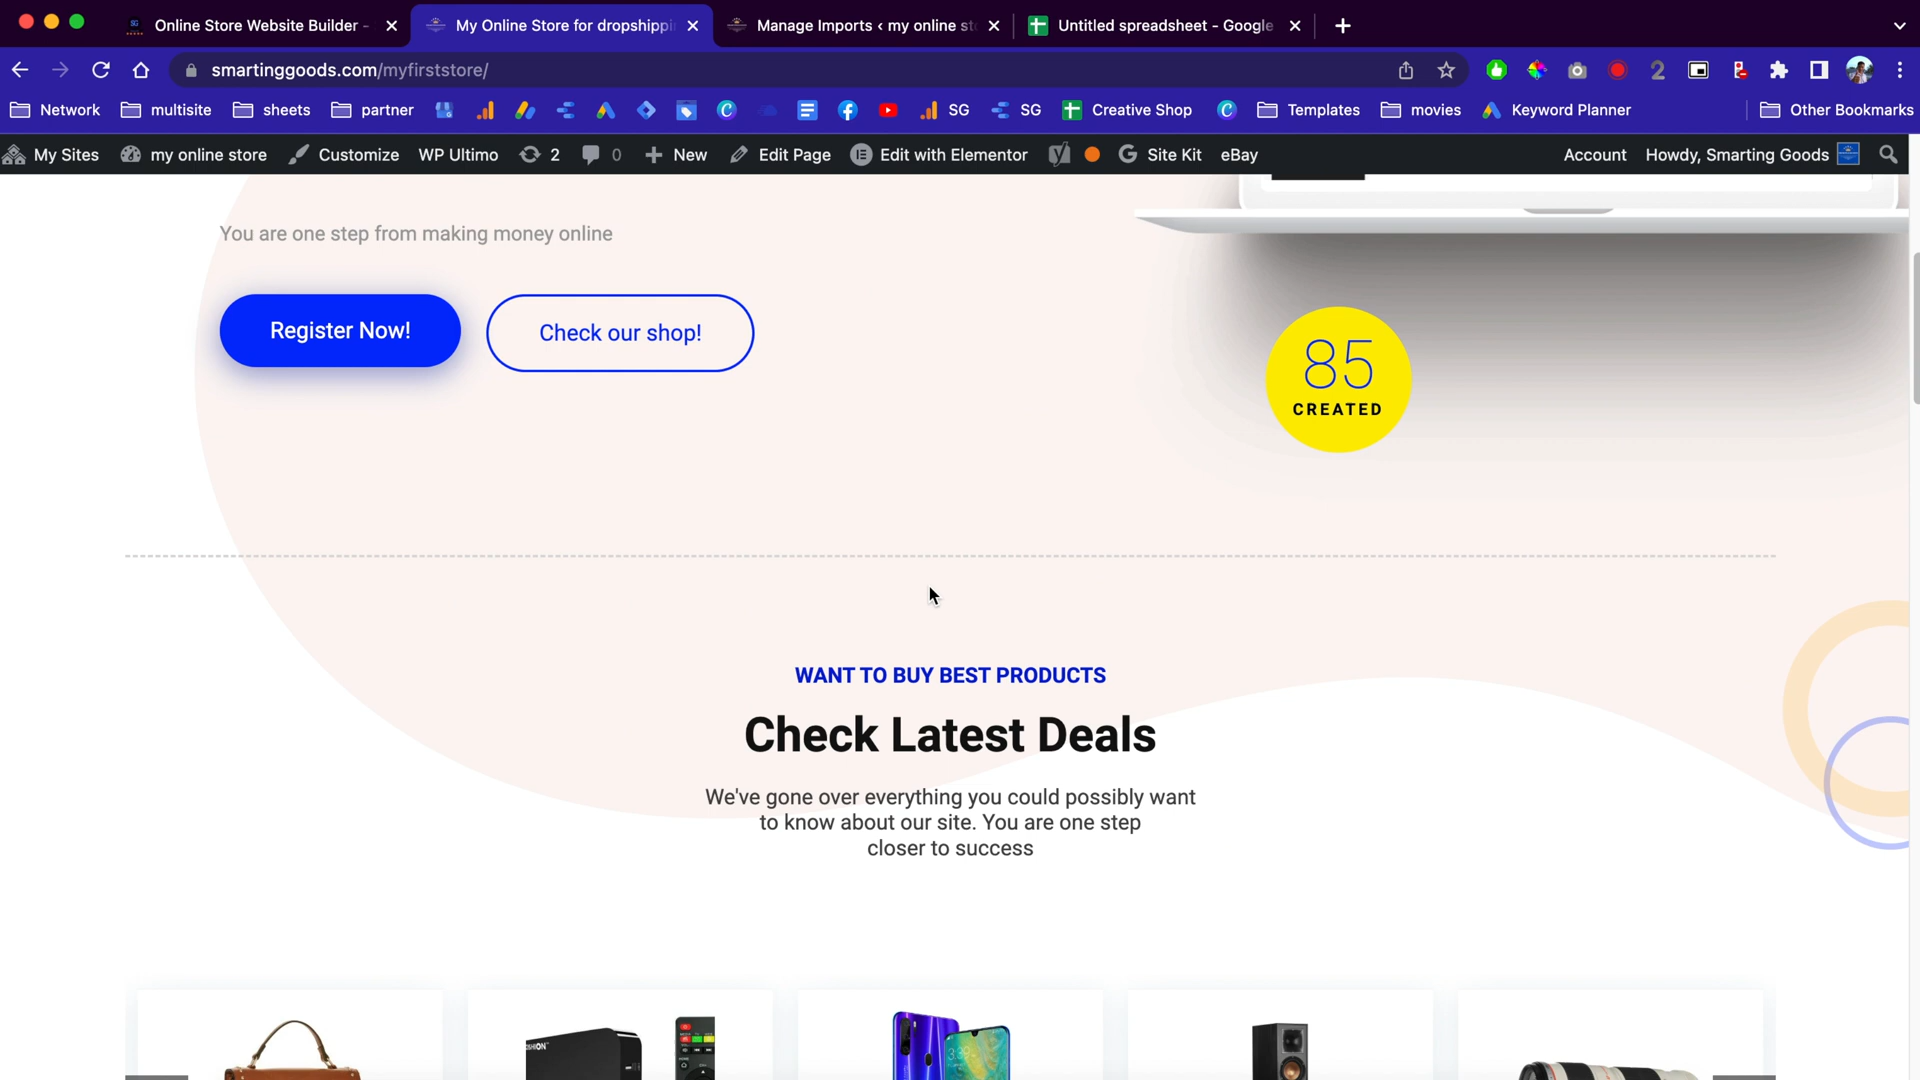 Online Store Website Builder -
My Online Store for dropshippi
Manage Imports ‹ my online st
Untitled spreadsheet - Google
smartinggoods.com/myfirststore/
2
Network
multisite
sheets
partner
SG
SG
Creative Shop
Templates
movies
Keyword Planner
Other Bookmarks
My Sites
my online store
Customize
WP Ultimo
2
0
New
Edit Page
Edit with Elementor
Site Kit
eBay
Account
Howdy, Smarting Goods
You are one step from making money online
Register Now!
Check our shop!
85
CREATED
WANT TO BUY BEST PRODUCTS
Check Latest Deals
We've gone over everything you could possibly want
to know about our site. You are one step
closer to success